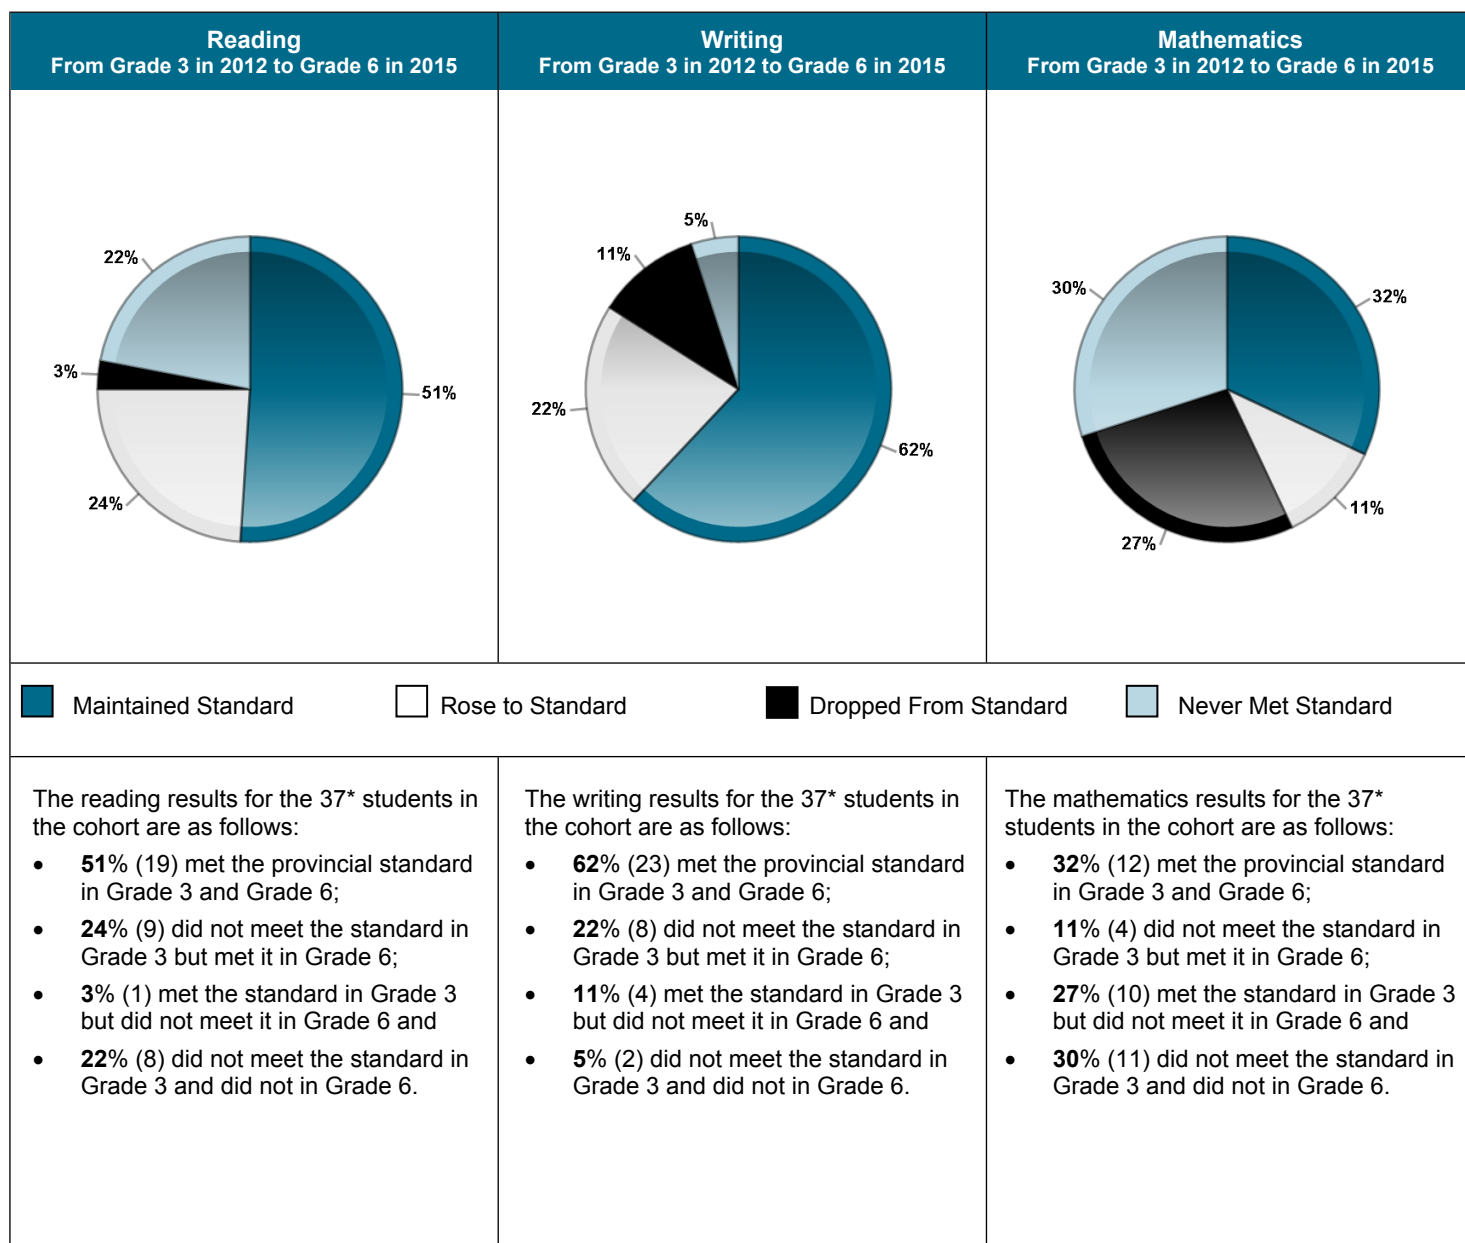 Reading
From Grade 3 in 2012 to Grade 6 in 2015
Writing
From Grade 3 in 2012 to Grade 6 in 2015
Mathematics
From Grade 3 in 2012 to Grade 6 in 2015
22%
3%
24%
51%
5%
11%
22%
62%
30%
32%
11%
27%
Maintained Standard
Rose to Standard
Dropped From Standard
Never Met Standard
The reading results for the 37* students in
the cohort are as follows:
• 51% (19) met the provincial standard
in Grade 3 and Grade 6;
• 24% (9) did not meet the standard in
Grade 3 but met it in Grade 6;
• 3% (1) met the standard in Grade 3
but did not meet it in Grade 6 and
• 22% (8) did not meet the standard in
Grade 3 and did not in Grade 6.
The writing results for the 37* students in
the cohort are as follows:
• 62% (23) met the provincial standard
in Grade 3 and Grade 6;
• 22% (8) did not meet the standard in
Grade 3 but met it in Grade 6;
• 11% (4) met the standard in Grade 3
but did not meet it in Grade 6 and
• 5% (2) did not meet the standard in
Grade 3 and did not in Grade 6.
The mathematics results for the 37*
students in the cohort are as follows:
• 32% (12) met the provincial standard
in Grade 3 and Grade 6;
• 11% (4) did not meet the standard in
Grade 3 but met it in Grade 6;
• 27% (10) met the standard in Grade 3
but did not meet it in Grade 6 and
• 30% (11) did not meet the standard in
Grade 3 and did not in Grade 6.